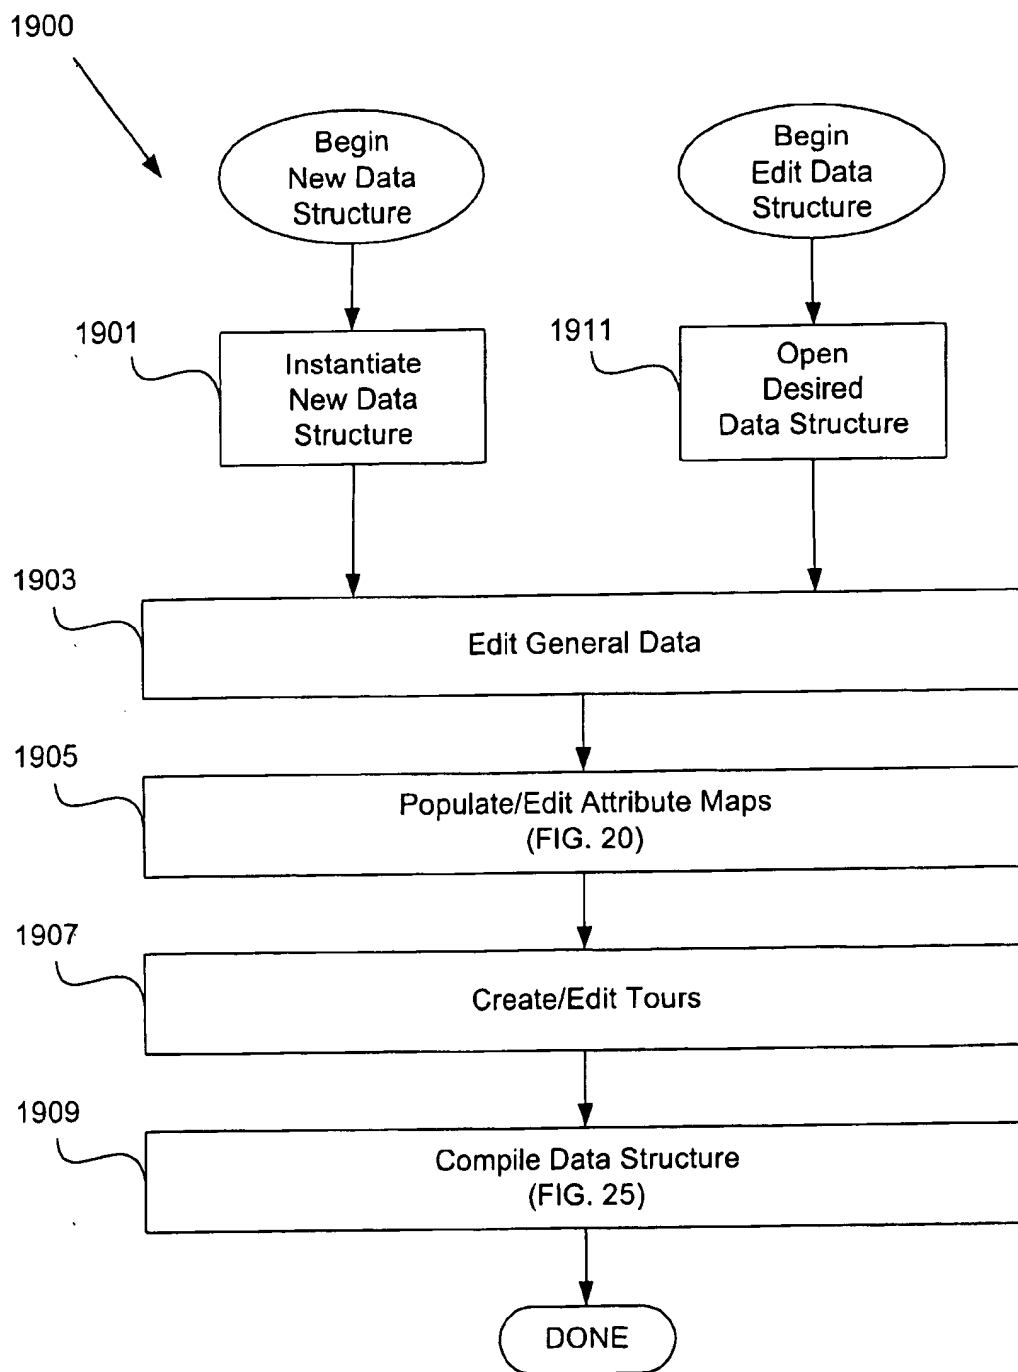 1900
Begin
New Data
Structure
Begin
Edit Data
Structure
1901
Instantiate
New Data
Structure
1911
Open
Desired
Data Structure
1903
Edit General Data
1905
Populate/Edit Attribute Maps
(FIG. 20)
1907
Create/Edit Tours
1909
Compile Data Structure
(FIG. 25)
DONE